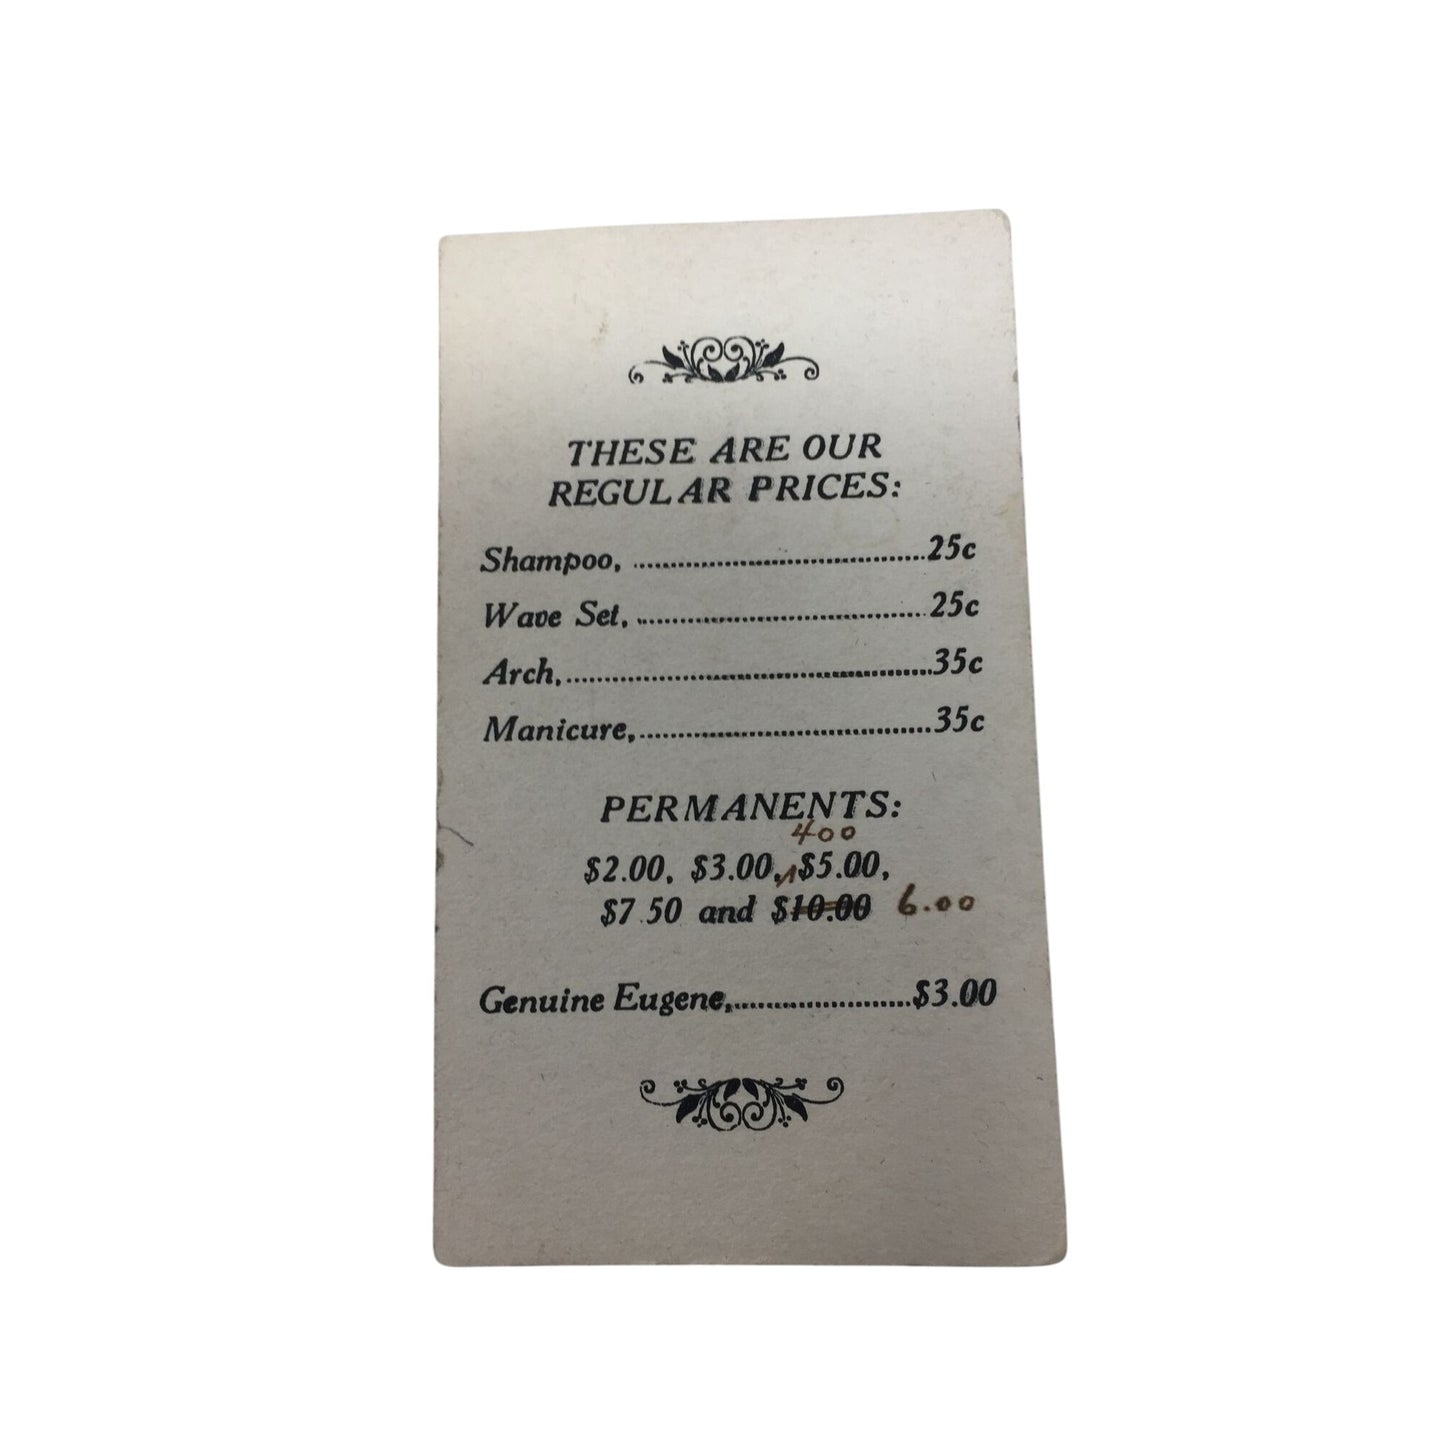 THESE ARE OUR
REGULAR PRICES:
Shampoo, ..............................25c
Wave Set, ..............................25c
Arch,......................................35c
Manicure,..............................35c
PERMANENTS:
400
$2.00, $3.00, $5.00,
$7.50 and $10.00 6.00
Genuine Eugene,.....................$3.00